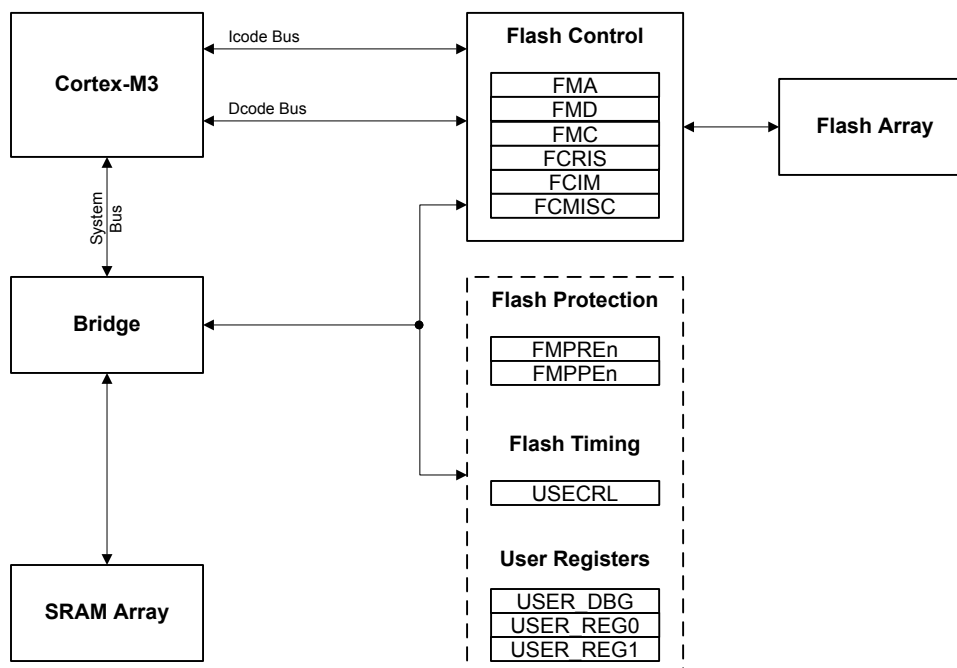 Cortex-M3
Icode Bus
Dcode Bus
System
Bus
Flash Control
FMA
FMD
FMC
FCRIS
FCIM
FCMISC
Flash Array
Bridge
Flash Protection
FMPREn
FMPPEn
Flash Timing
USECRL
User Registers
USER_DBG
USER_REG0
USER_REG1
SRAM Array